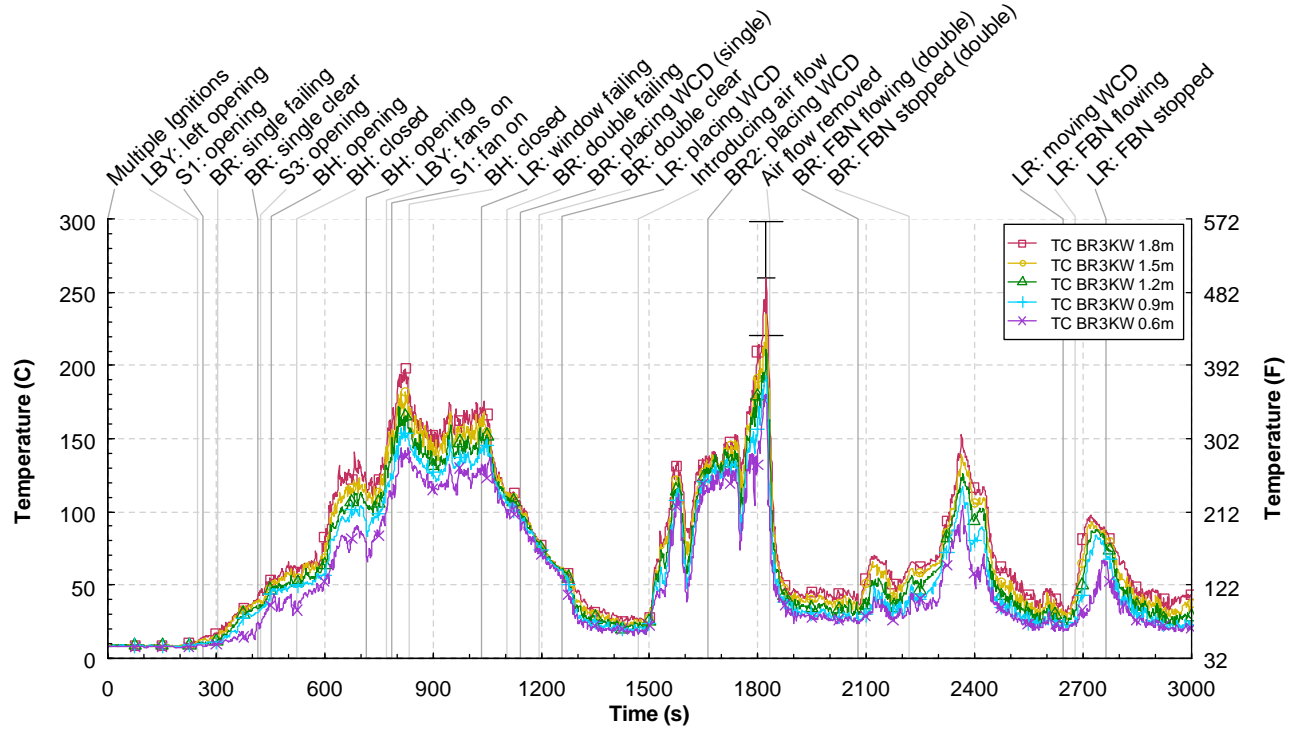 Multiple Ignitions
LBY: left opening
S1: opening
BR: single failing
BR: single clear
S3: opening
BH: opening
BH: closed
BH: opening
LBY: fans on
S1: fan on
BH: closed
LR: window failing
BR: double failing
BR: placing WCD (single)
BR: double clear
LR: placing WCD
Introducing air flow
BR2: placing WCD
Air flow removed
BR: FBN flowing (double)
BR: FBN stopped (double)
LR: moving WCD
LR: FBN flowing
LR: FBN stopped
300
250
200
150
100
50
0
Temperature (C)
572
482
392
302
212
122
32
Temperature (F)
TC BR3KW 1.8m
TC BR3KW 1.5m
TC BR3KW 1.2m
TC BR3KW 0.9m
TC BR3KW 0.6m
0 300 600 900 1200 1500 1800 2100 2400 2700 3000
Time (s)